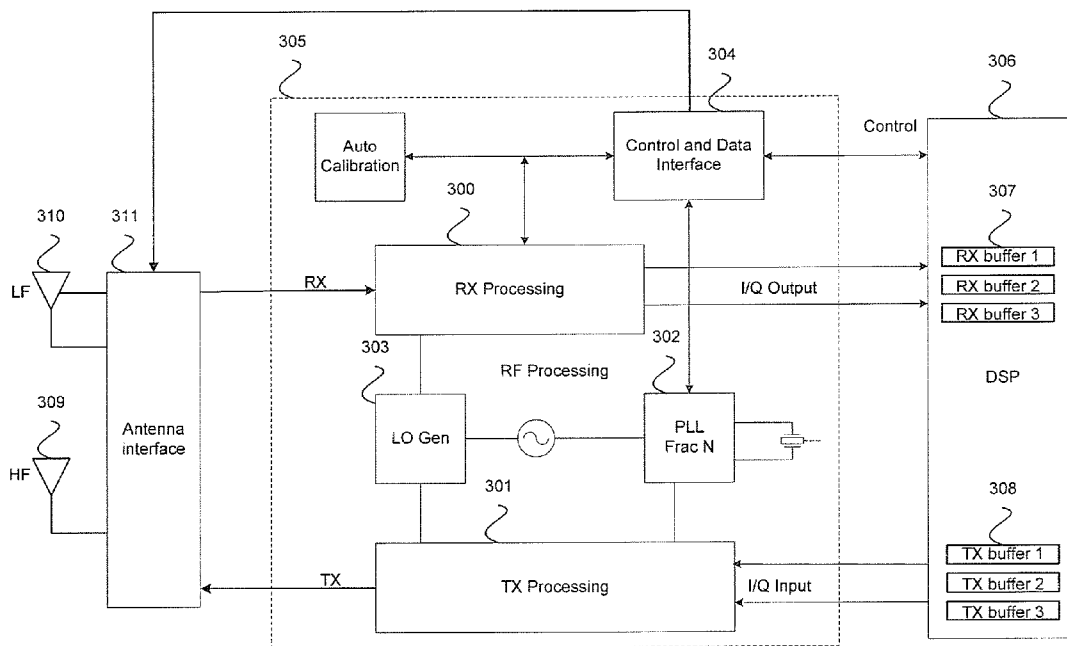 305
304
306
Auto
Calibration
Control and Data
Interface
Control
300
307
310
311
RX buffer 1
LF
RX
RX Processing
I/Q Output
RX buffer 2
RX buffer 3
303
302
RF Processing
DSP
309
LO Gen
PLL
Frac N
Antenna
interface
HF
301
308
TX buffer 1
TX
TX Processing
I/Q Input
TX buffer 2
TX buffer 3